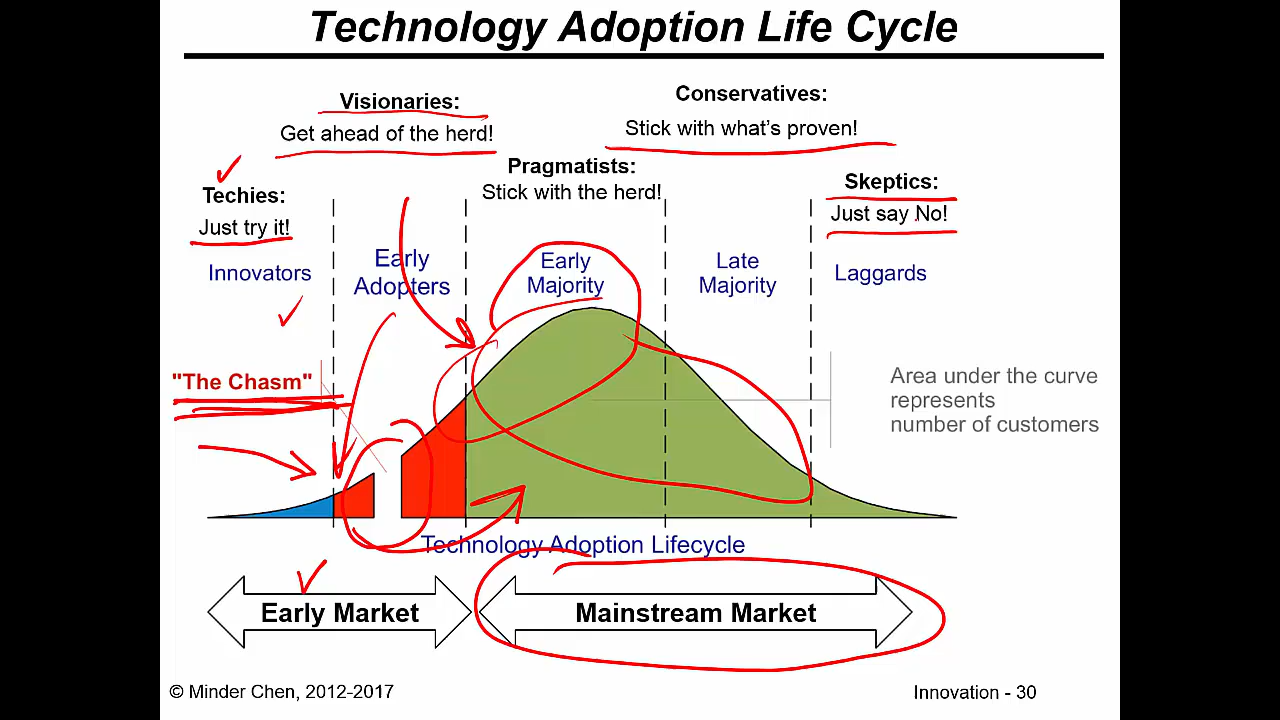 Technology Adoption Life Cycle
Visionaries:
Get ahead of the herd!
Conservatives:
Stick with what's proven!
Pragmatists:
Stick with the herd!
Techies:
Just try it!
Skeptics:
Just say No!
Innovators
Early
Adopters
Early
Majority
Late
Majority
Laggards
"The Chasm"
Area under the curve
represents
number of customers
Technology Adoption Lifecycle
Early Market
Mainstream Market
© Minder Chen, 2012-2017
Innovation - 30